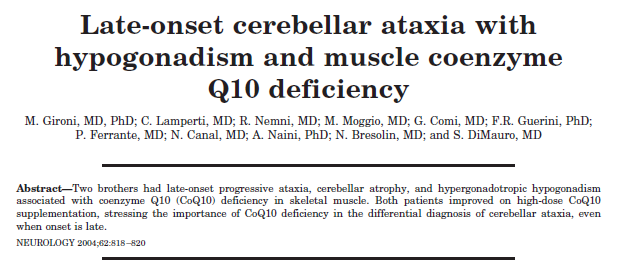 Late-onset cerebellar ataxia with
hypogonadism and muscle coenzyme
Q10 deficiency
M. Gironi, MD, PhD; C. Lamperti, MD; R. Nemni, MD; M. Moggio, MD; G. Comi, MD; F.R. Guerini, PhD;
P. Ferrante, MD; N. Canal, MD; A. Naini, PhD; N. Bresolin, MD; and S. DiMauro, MD
Abstract—Two brothers had late-onset progressive ataxia, cerebellar atrophy, and hypergonadotropic hypogonadism
associated with coenzyme Q10 (CoQ10) deficiency in skeletal muscle. Both patients improved on high-dose CoQ10
supplementation, stressing the importance of CoQ10 deficiency in the differential diagnosis of cerebellar ataxia, even
when onset is late.
NEUROLOGY 2004;62:818–820